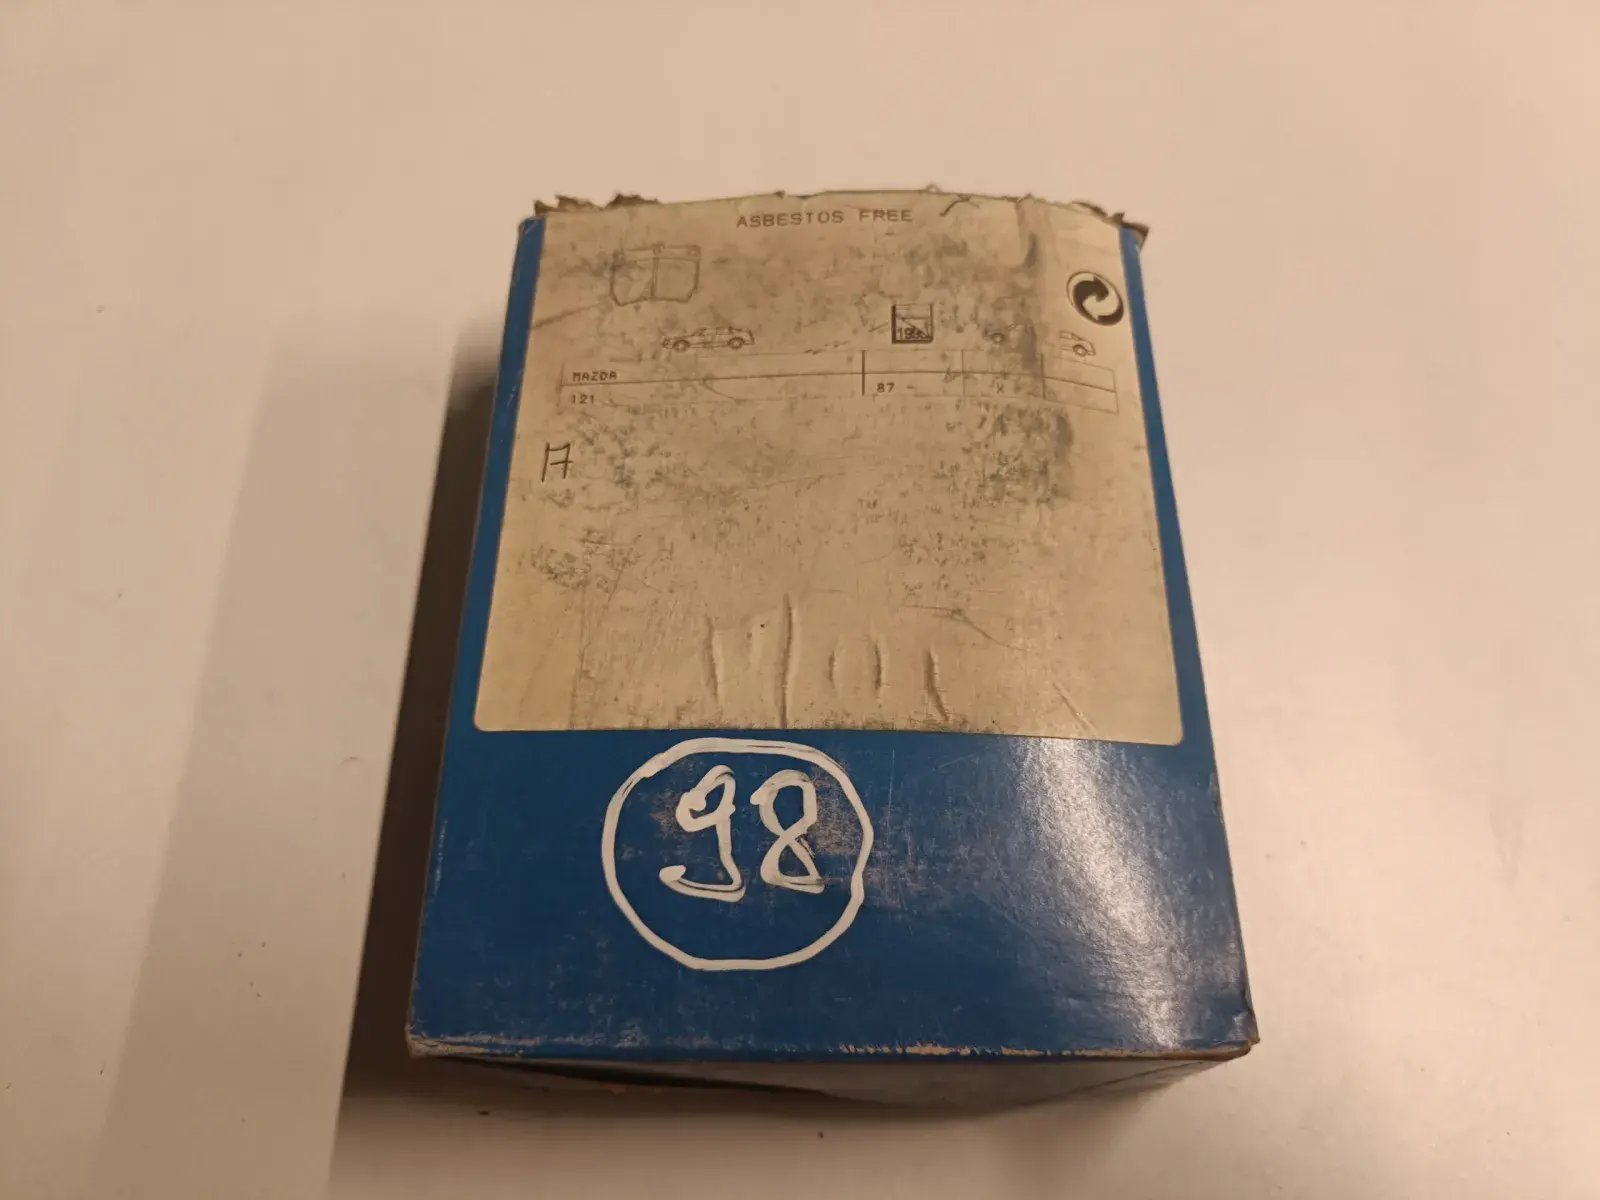 ASBESTOS FREE
MAZDA
121 87 - X
A
98